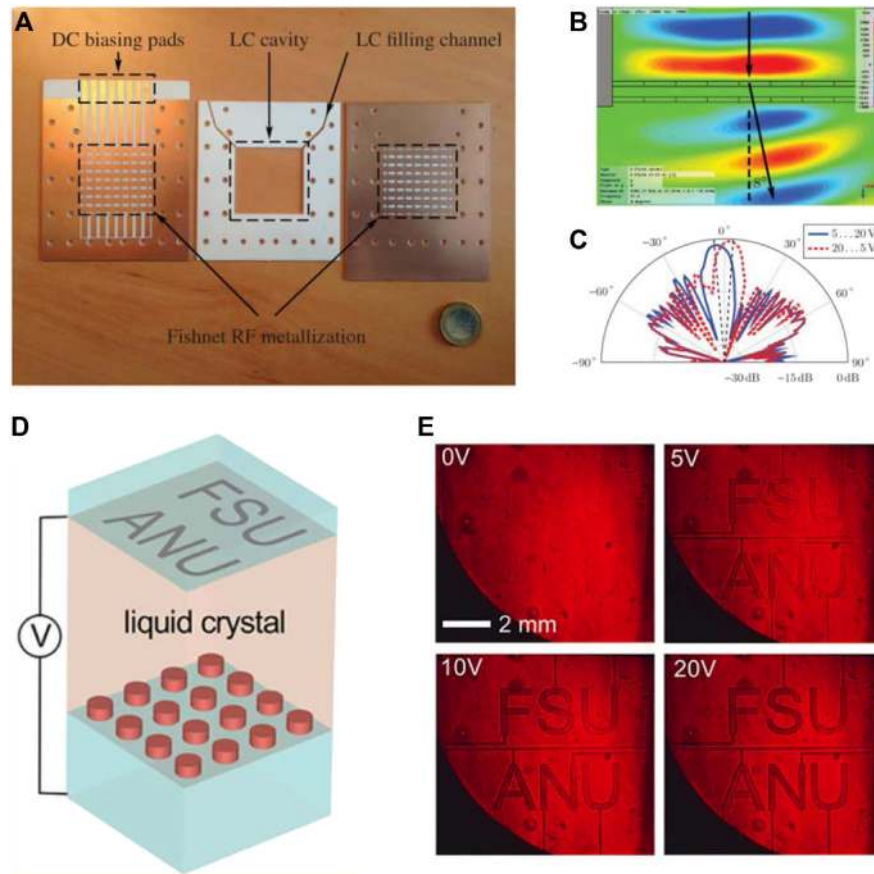 A
DC biasing pads
LC cavity
LC filling channel
Fishnet RF metallization
B
8°
C
0°
−30°
30°
−60°
60°
−90°
90°
5…20 V
20…5 V
−30 dB
−15 dB
0 dB
D
FSU
ANU
V
liquid crystal
E
0V
2 mm
5V
FSU
ANU
10V
FSU
ANU
20V
FSU
ANU